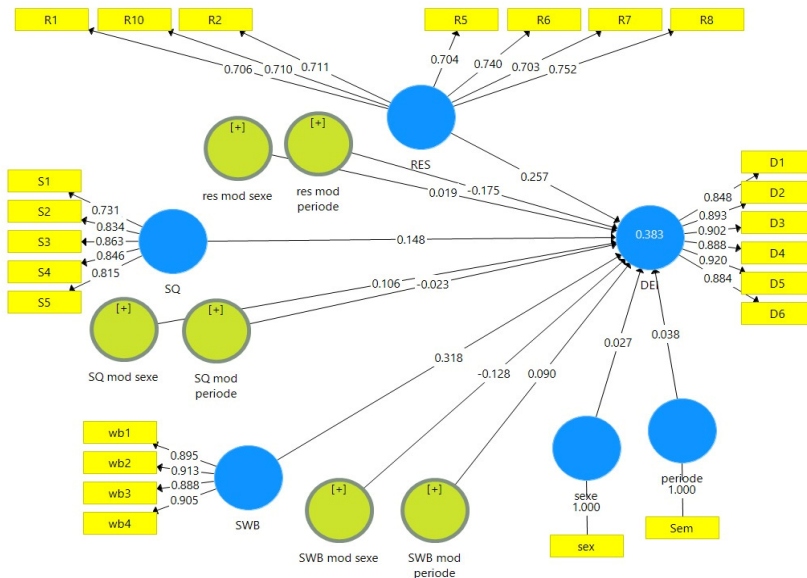 R1
R10
R2
R5
R6
R7
R8
0.706
0.710
0.711
0.704
0.740
0.703
0.752
RES
[+]
res mod sexe
[+]
res mod
periode
0.257
0.019
-0.175
S1
S2
S3
S4
S5
0.731
0.834
0.863
0.846
0.815
SQ
0.148
0.383
D1
D2
D3
D4
D5
D6
0.848
0.893
0.902
0.888
0.920
0.884
[+]
SQ mod sexe
[+]
SQ mod
periode
0.106
-0.023
0.318
-0.128
0.090
0.027
0.038
wb1
wb2
wb3
wb4
0.895
0.913
0.888
0.905
SWB
[+]
SWB mod sexe
[+]
SWB mod
periode
sexe
1.000
sex
periode
1.000
Sem